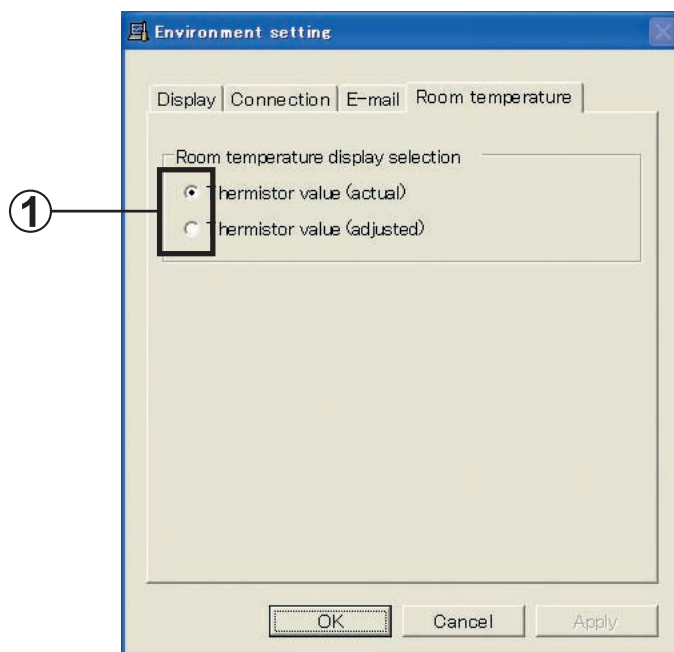 Environment setting
Display Connection E-mail Room temperature
Room temperature display selection
Thermistor value (actual)
1
Thermistor value (adjusted)
OK Cancel Apply